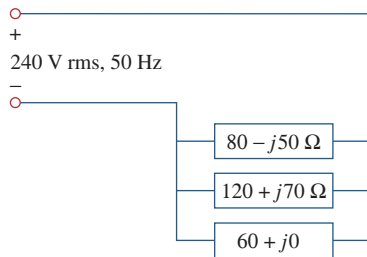 +
240 V rms, 50 Hz
–
80 – j50 Ω
120 + j70 Ω
60 + j0